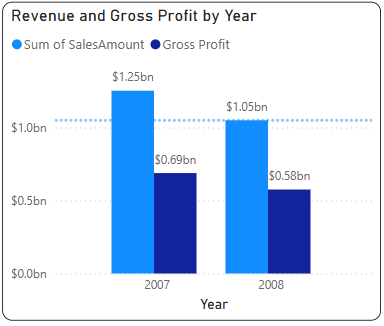 Revenue and Gross Profit by Year
Sum of SalesAmount Gross Profit
$1.25bn
$1.05bn
$1.0bn
$0.69bn
$0.58bn
$0.5bn
$0.0bn
2007 2008
Year